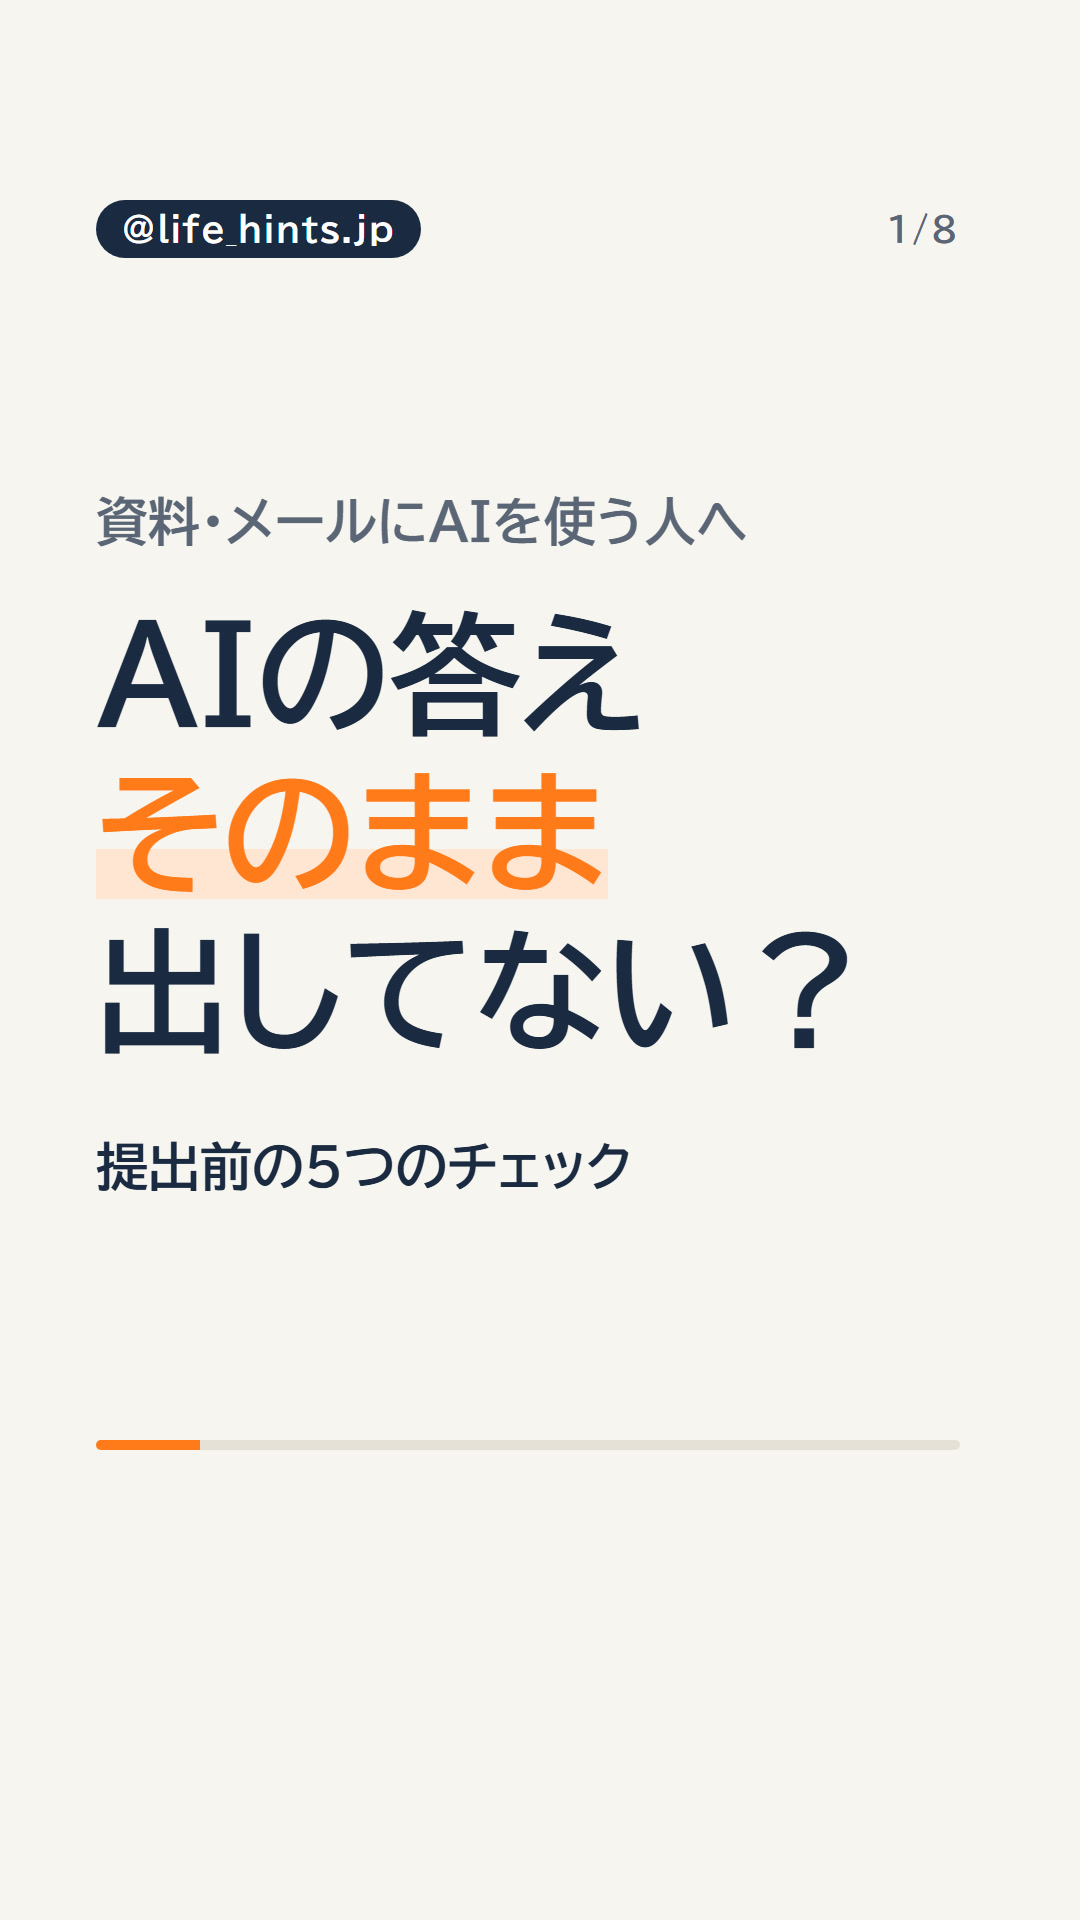 @life_hints.jp
1/8
資料・メールにAIを使う人へ
AIの答え
そのまま
出してない？
提出前の5つのチェック